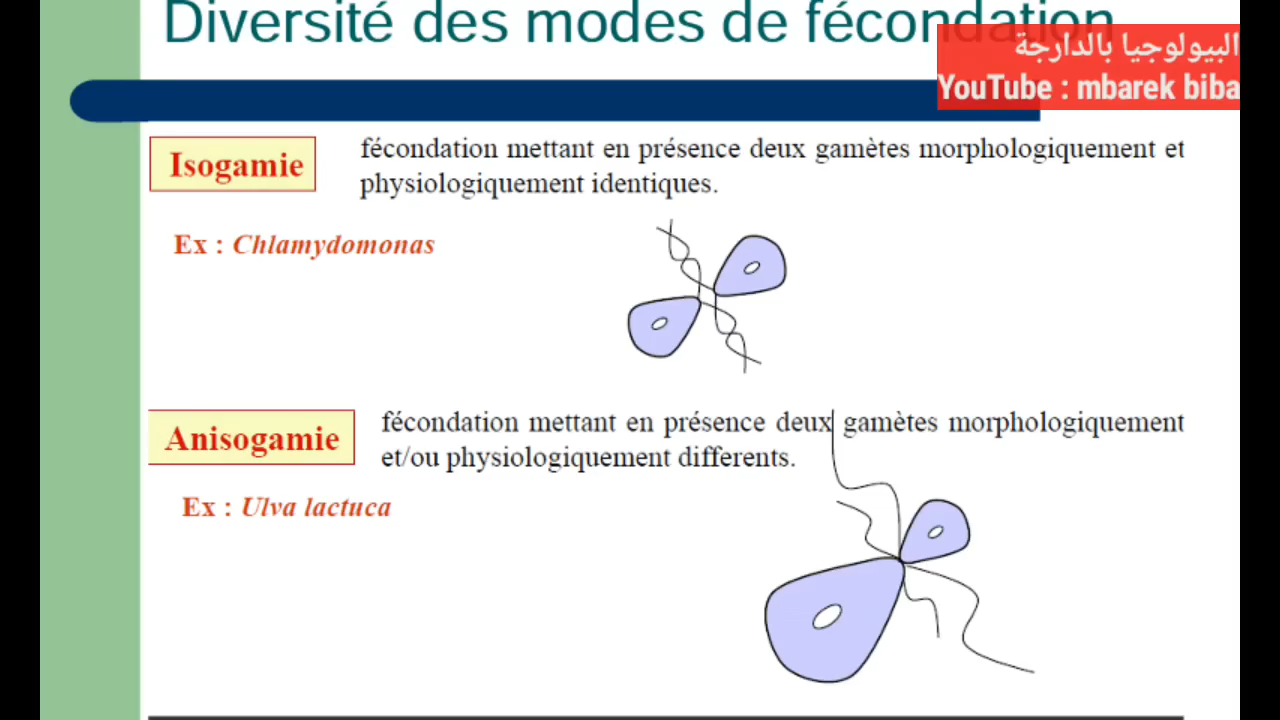 Diversité des modes de fécondation
البيولوجيا بالدارجة
YouTube : mbarek biba
Isogamie
fécondation mettant en présence deux gamètes morphologiquement et
physiologiquement identiques.
Ex : Chlamydomonas
Anisogamie
fécondation mettant en présence deux gamètes morphologiquement
et/ou physiologiquement differents.
Ex : Ulva lactuca